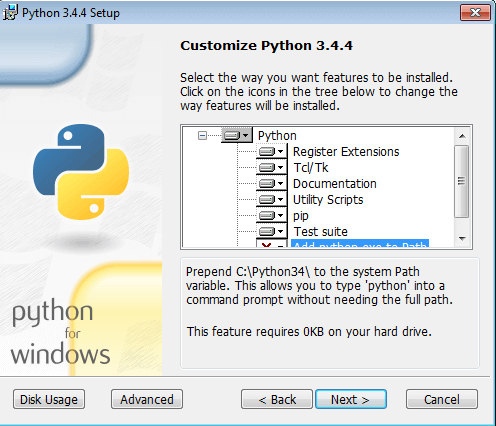 Python 3.4.4 Setup
Customize Python 3.4.4
Select the way you want features to be installed.
Click on the icons in the tree below to change the
way features will be installed.
Python
Register Extensions
Tcl/Tk
Documentation
Utility Scripts
pip
Test suite
Add python.exe to Path
Prepend C:\Python34\ to the system Path
variable. This allows you to type 'python' into a
command prompt without needing the full path.
This feature requires 0KB on your hard drive.
python
for
windows
Disk Usage
Advanced
< Back
Next >
Cancel